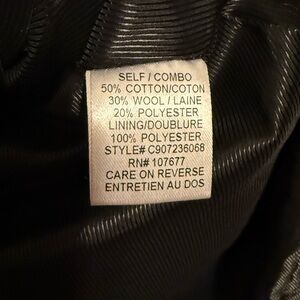 SELF / COMBO
50% COTTON/COTON
30% WOOL / LAINE
20% POLYESTER
LINING/DOUBLURE
100% POLYESTER
STYLE# C907236068
RN# 107677
CARE ON REVERSE
ENTRETIEN AU DOS